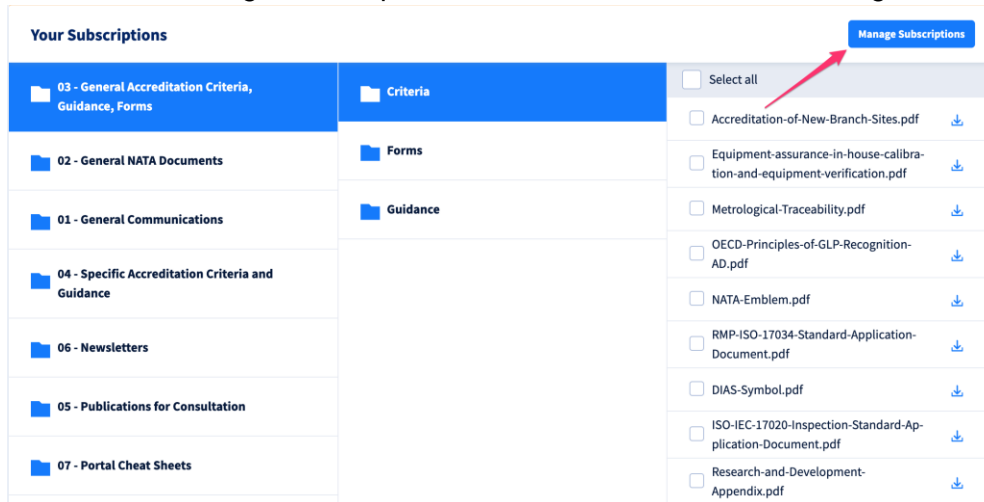 Your Subscriptions
Manage Subscriptions
03 - General Accreditation Criteria,
Guidance, Forms
02 - General NATA Documents
01 - General Communications
04 - Specific Accreditation Criteria and
Guidance
06 - Newsletters
05 - Publications for Consultation
07 - Portal Cheat Sheets
Criteria
Forms
Guidance
Select all
Accreditation-of-New-Branch-Sites.pdf
Equipment-assurance-in-house-calibra-
tion-and-equipment-verification.pdf
Metrological-Traceability.pdf
OECD-Principles-of-GLP-Recognition-
AD.pdf
NATA-Emblem.pdf
RMP-ISO-17034-Standard-Application-
Document.pdf
DIAS-Symbol.pdf
ISO-IEC-17020-Inspection-Standard-Ap-
plication-Document.pdf
Research-and-Development-
Appendix.pdf